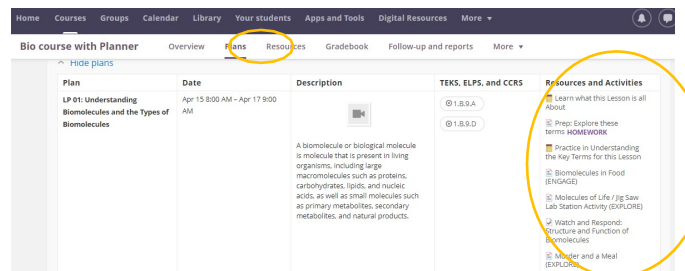 Home Courses Groups Calendar Library Your students Apps and Tools Digital Resources More
Bio course with Planner Overview Plans Resources Gradebook Follow-up and reports More
Hide plans
Plan Date Description TEKS, ELPS, and CCRS Resources and Activities
LP 01: Understanding
Biomolecules and the Types of
Biomolecules
Apr 15 8:00 AM – Apr 17 9:00
AM
A biomolecule or biological molecule
is molecule that is present in living
organisms, including large
macromolecules such as proteins,
carbohydrates, lipids, and nucleic
acids, as well as small molecules such
as primary metabolites, secondary
metabolites, and natural products.
1.B.9.A
1.B.9.D
Learn what this Lesson is all
About
Prep: Explore these
terms HOMEWORK
Practice in Understanding
the Key Terms for this Lesson
Biomolecules in Food
(ENGAGE)
Molecules of Life / Jig Saw
Lab Station Activity (EXPLORE)
Watch and Respond:
Structure and Function of
Biomolecules
Murder and a Meal
(EXPLORE)